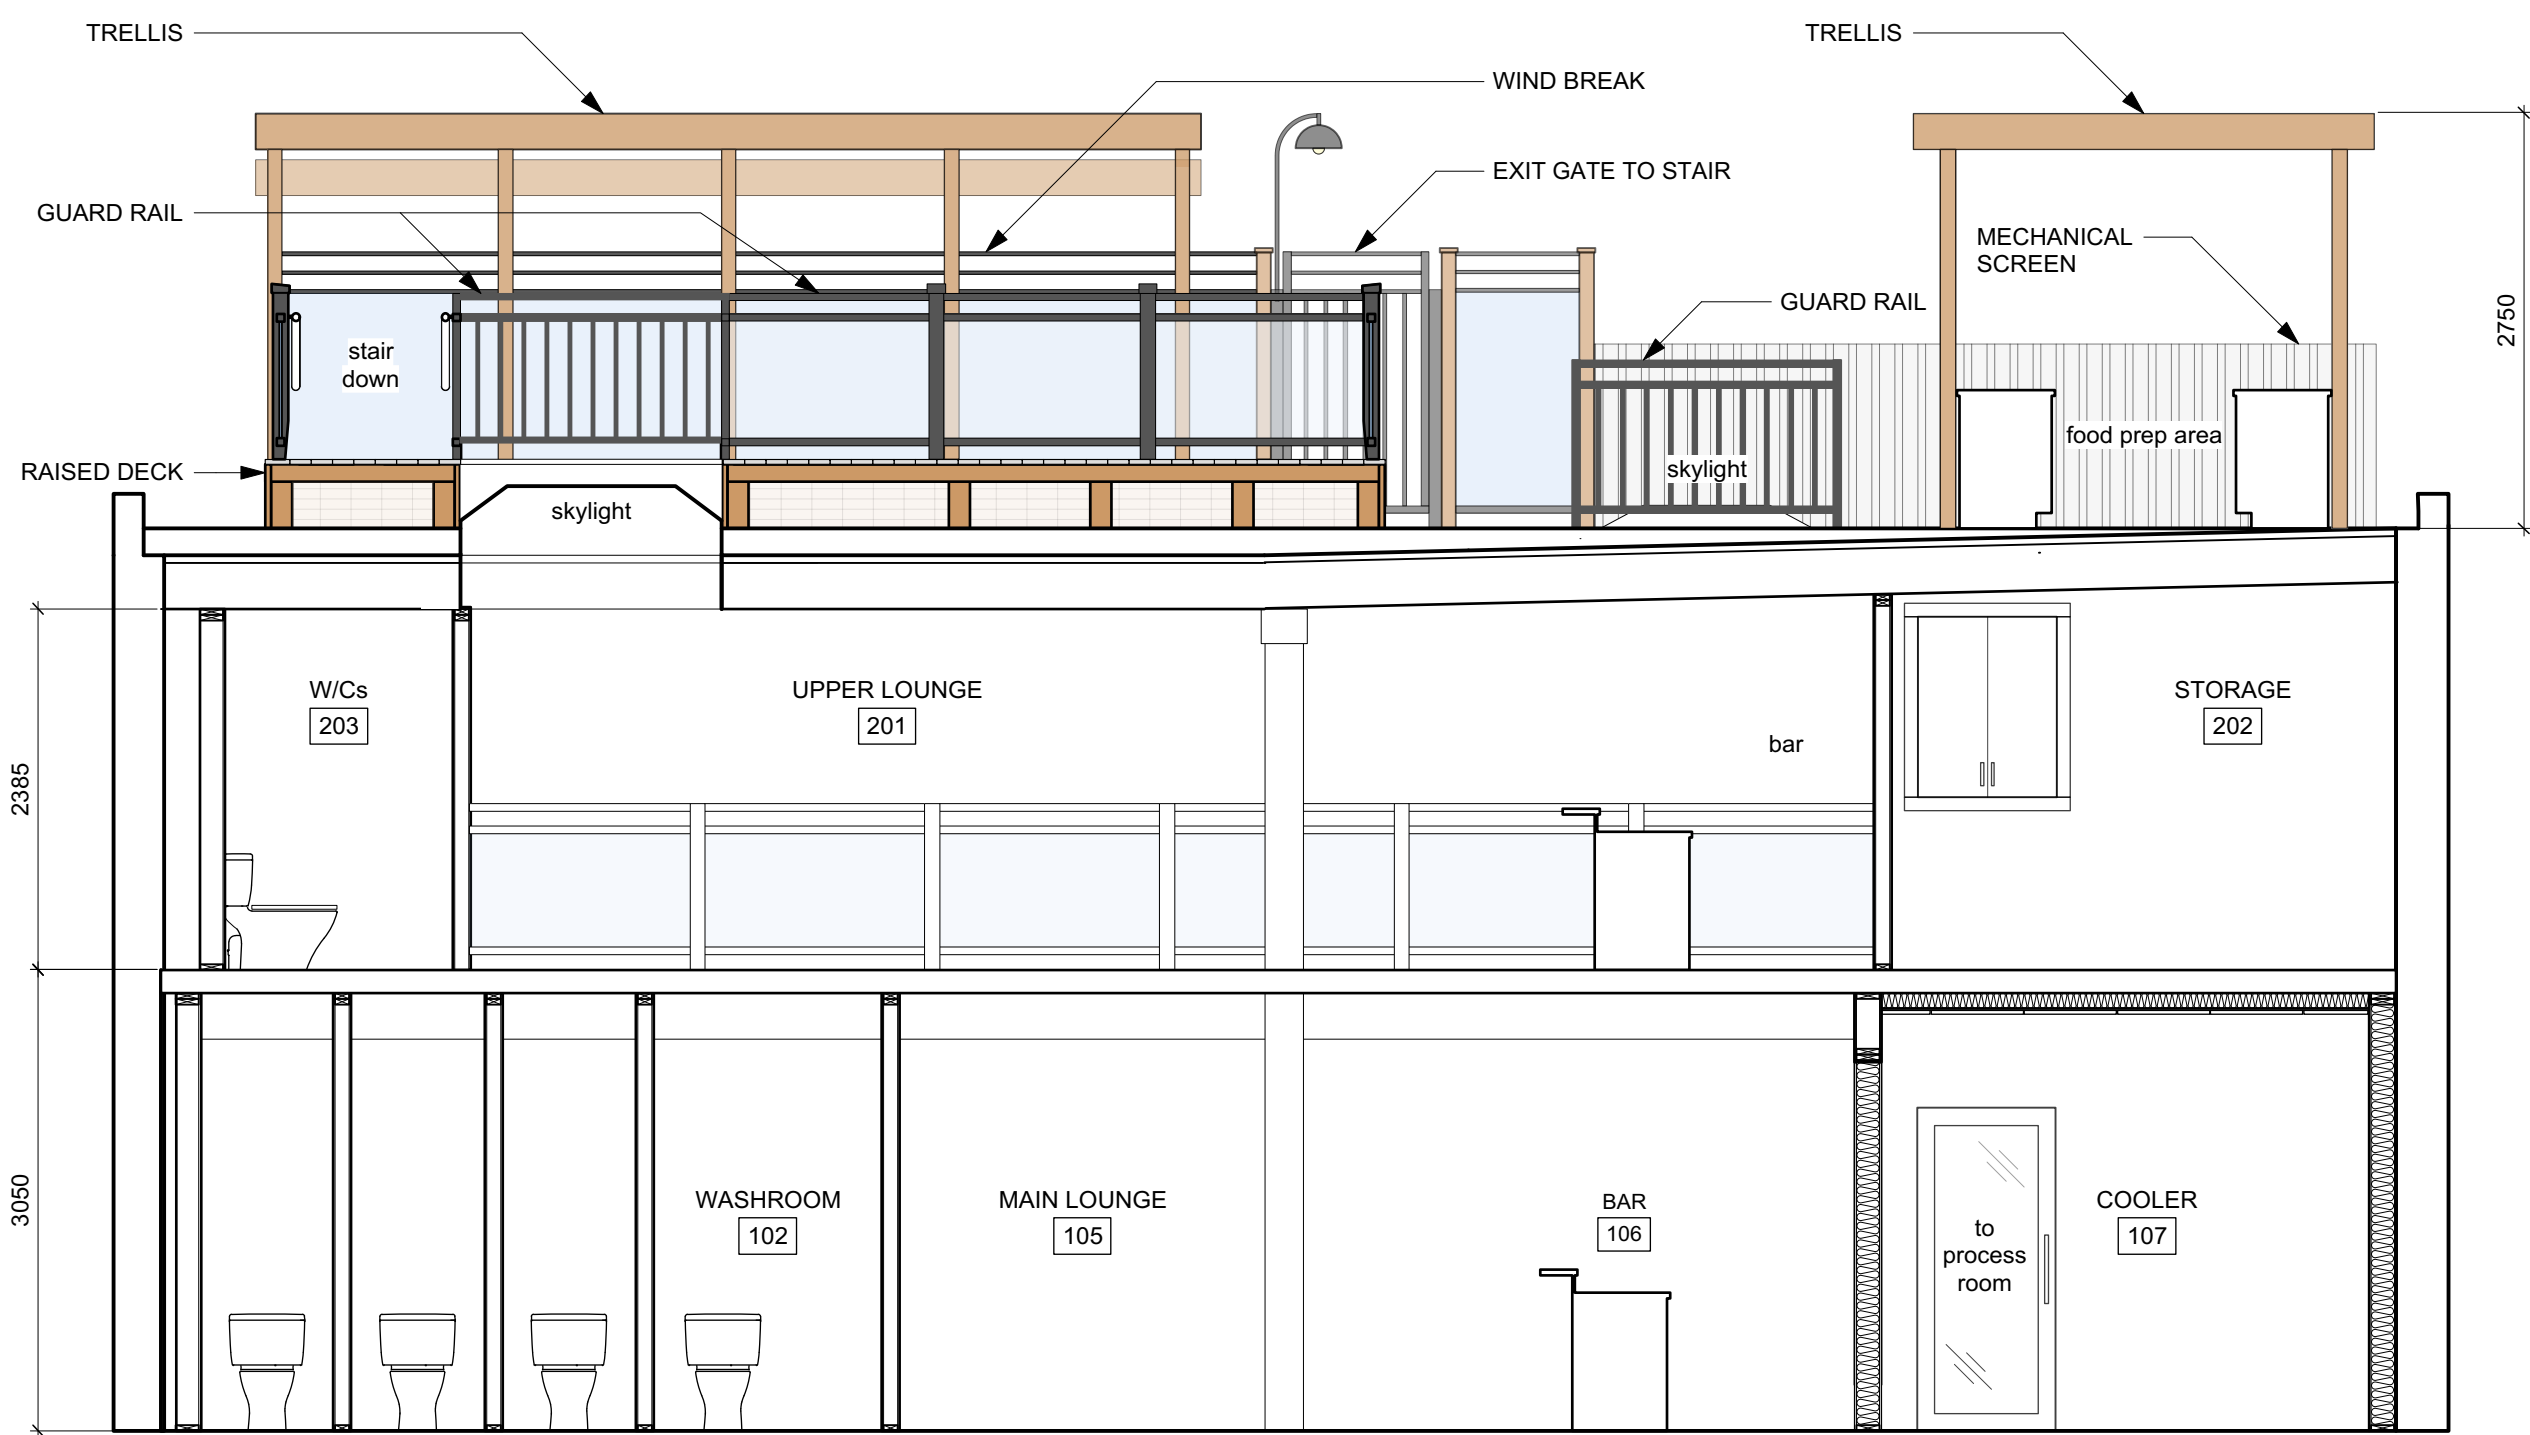 TRELLIS
TRELLIS
WIND BREAK
EXIT GATE TO STAIR
GUARD RAIL
MECHANICAL
SCREEN
GUARD RAIL
2750
stair
down
food prep area
skylight
RAISED DECK
skylight
W/Cs
203
UPPER LOUNGE
201
STORAGE
202
bar
2385
WASHROOM
102
MAIN LOUNGE
105
BAR
106
COOLER
107
3050
to
process
room